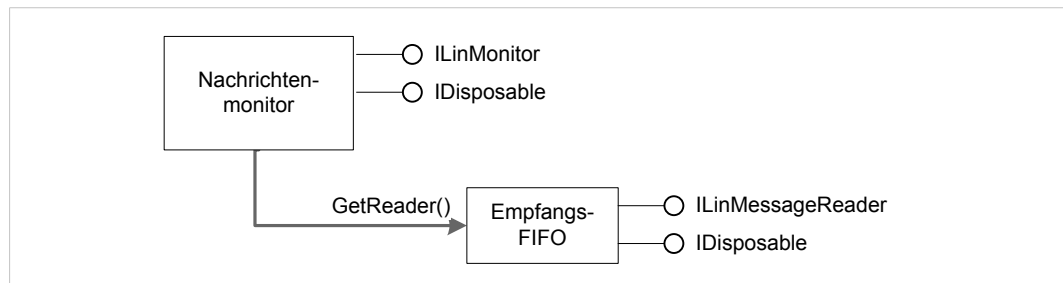 Nachrichten-
monitor
ILinMonitor
IDisposable
GetReader()
Empfangs-
FIFO
ILinMessageReader
IDisposable